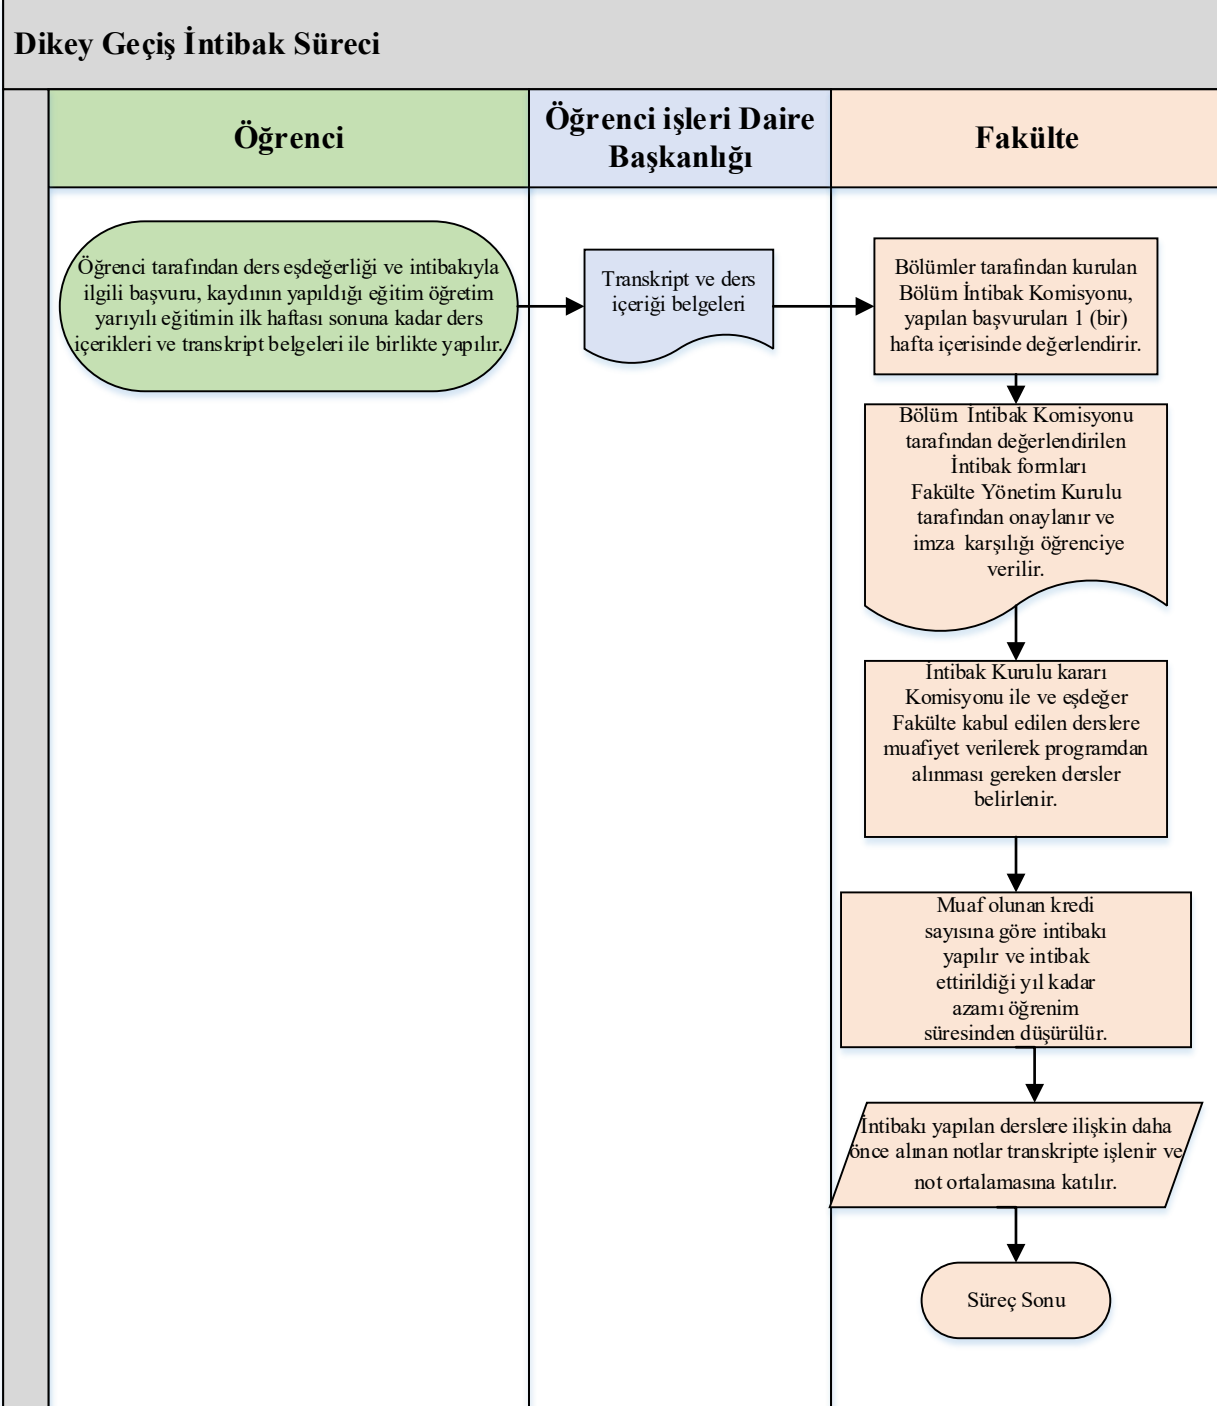 Dikey Geçiş İntibak Süreci
Öğrenci
Öğrenci işleri Daire
Başkanlığı
Fakülte
Öğrenci tarafından ders eşdeğerliği ve intibakıyla
ilgili başvuru, kaydının yapıldığı eğitim öğretim
yarıyılı eğitimin ilk haftası sonuna kadar ders
içerikleri ve transkript belgeleri ile birlikte yapılır.
Transkript ve ders
içeriği belgeleri
Bölümler tarafından kurulan
Bölüm İntibak Komisyonu,
yapılan başvuruları 1 (bir)
hafta içerisinde değerlendirir.
Bölüm İntibak Komisyonu
tarafından değerlendirilen
İntibak formları
Fakülte Yönetim Kurulu
tarafından onaylanır ve
imza karşılığı öğrenciye
verilir.
İntibak Kurulu kararı
Komisyonu ile ve eşdeğer
Fakülte kabul edilen derslere
muafiyet verilerek programdan
alınması gereken dersler
belirlenir.
Muaf olunan kredi
sayısına göre intibakı
yapılır ve intibak
ettirildiği yıl kadar
azamı öğrenim
süresinden düşürülür.
İntibakı yapılan derslere ilişkin daha
önce alınan notlar transkripte işlenir ve
not ortalamasına katılır.
Süreç Sonu